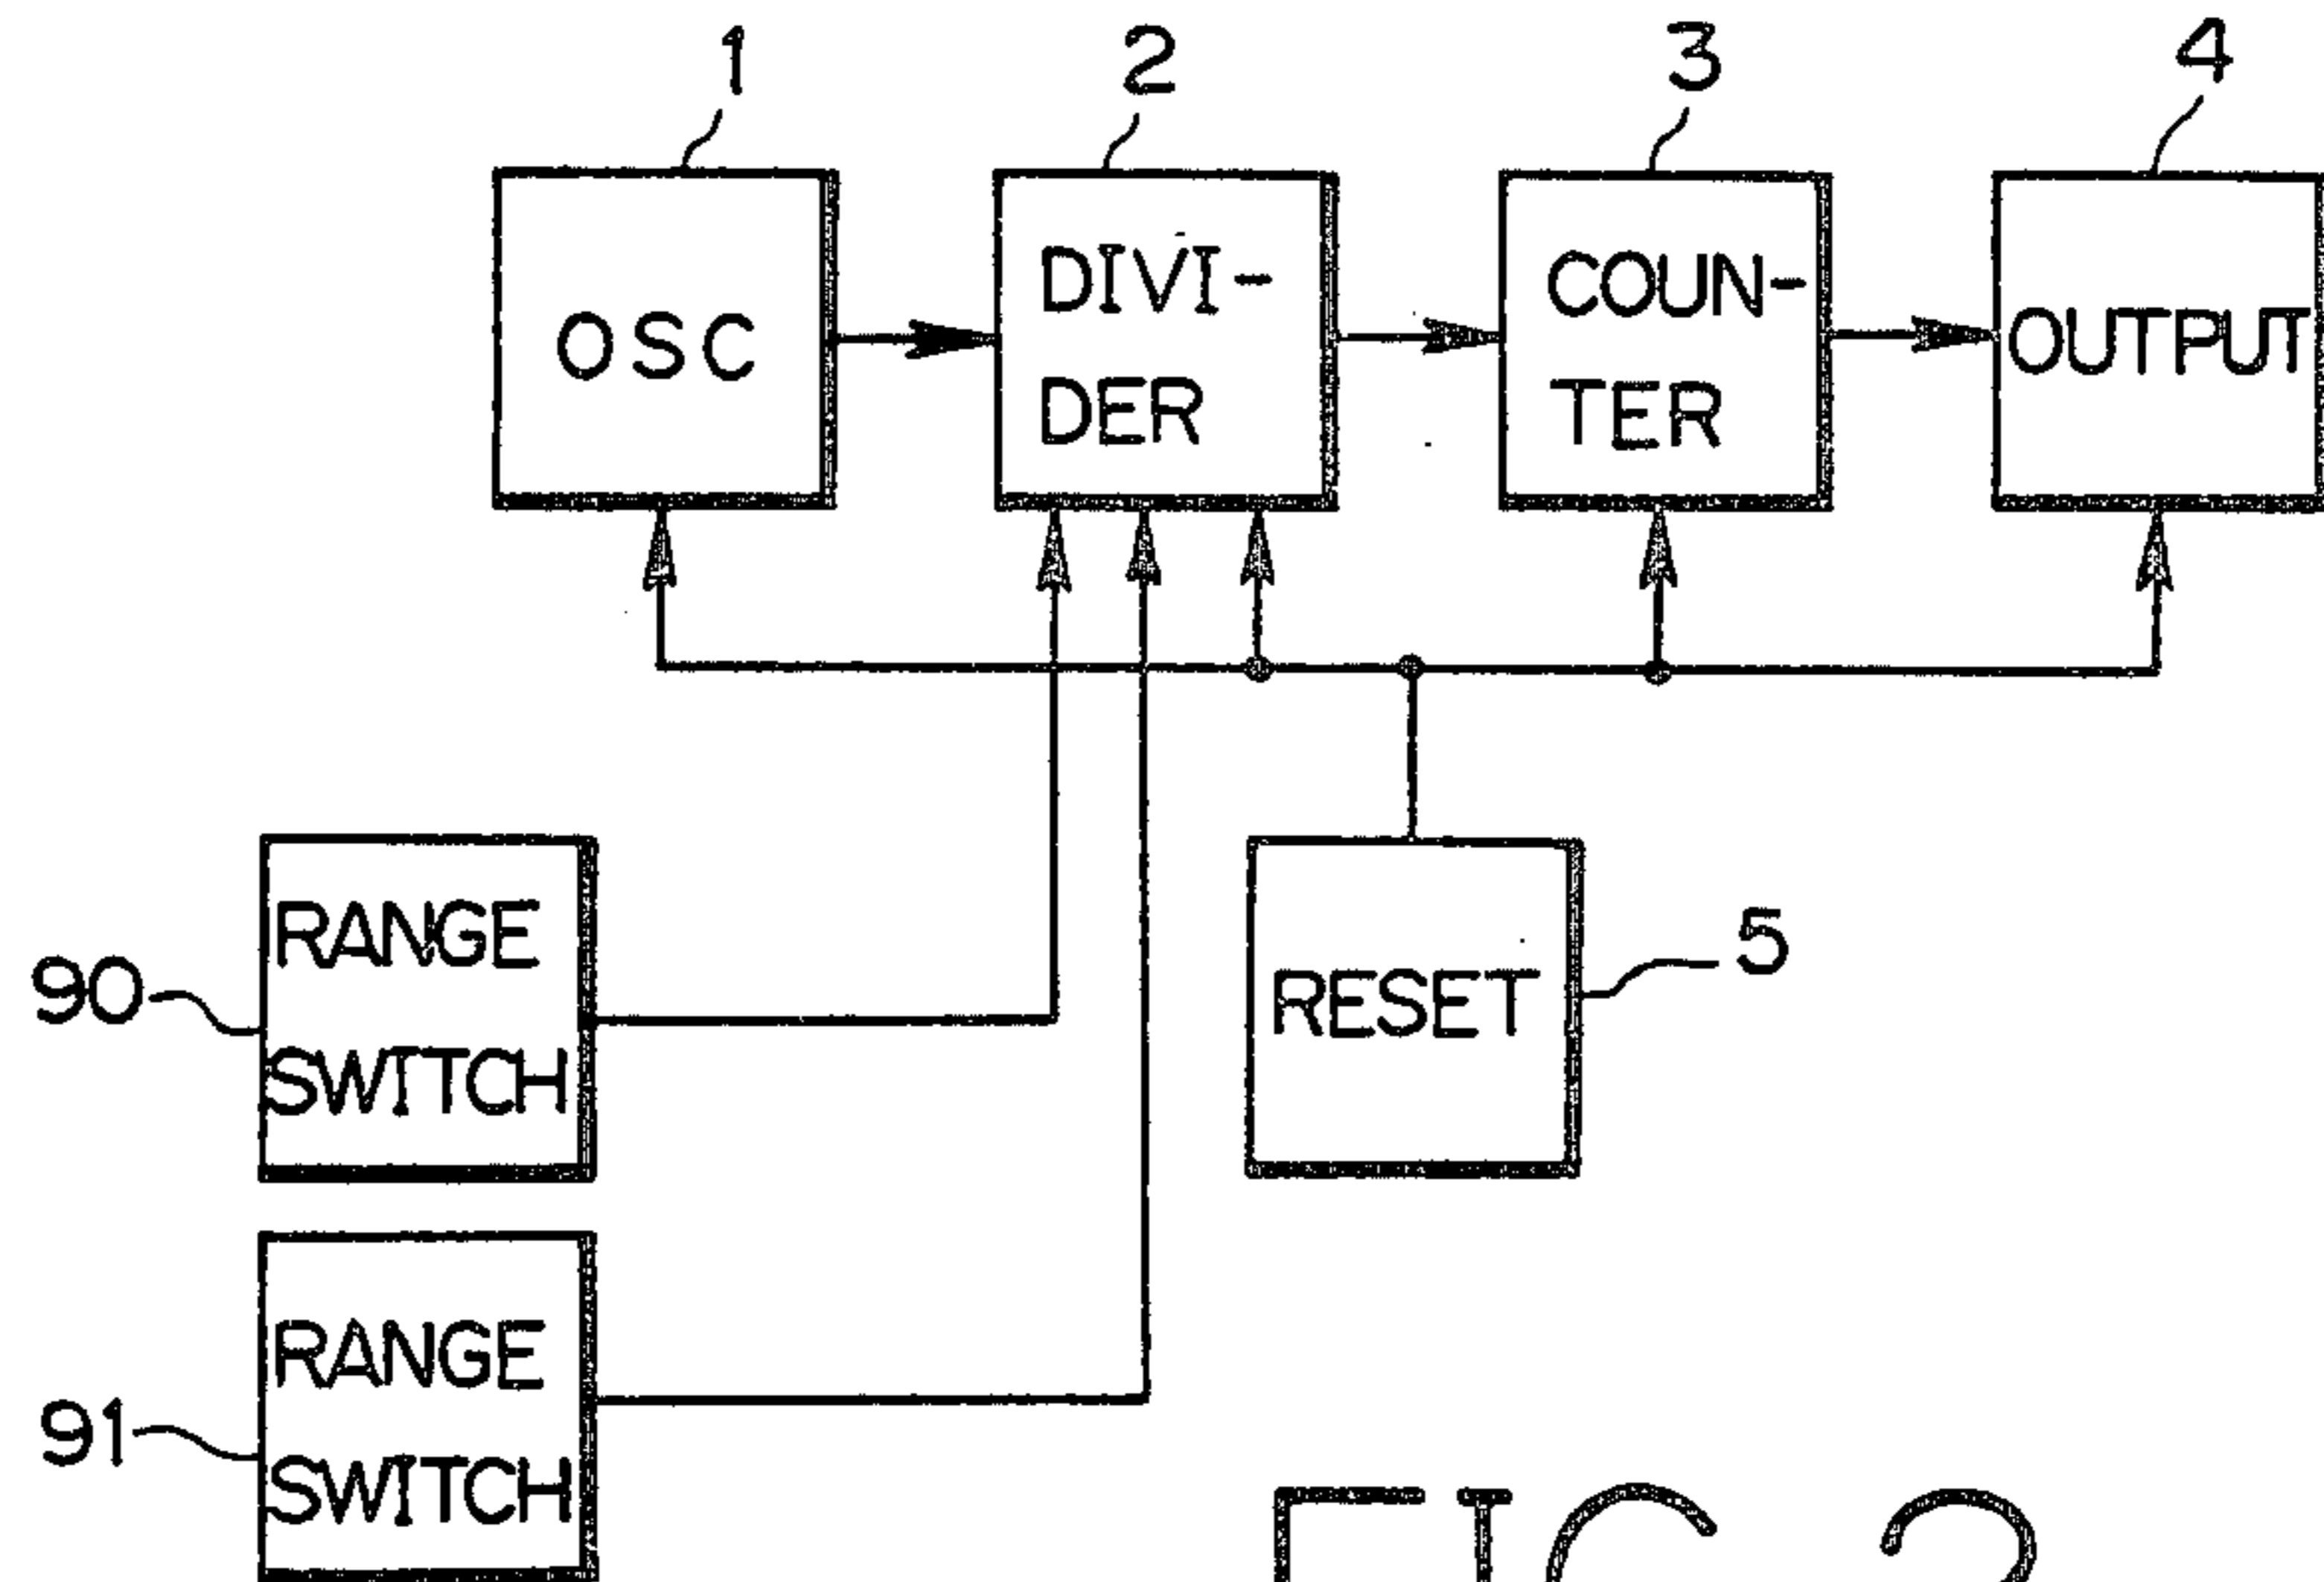 1
2
3
4
OSC
DIVI-
DER
COUN-
TER
OUTPUT
RANGE
SWITCH
90
RESET
5
RANGE
SWITCH
91